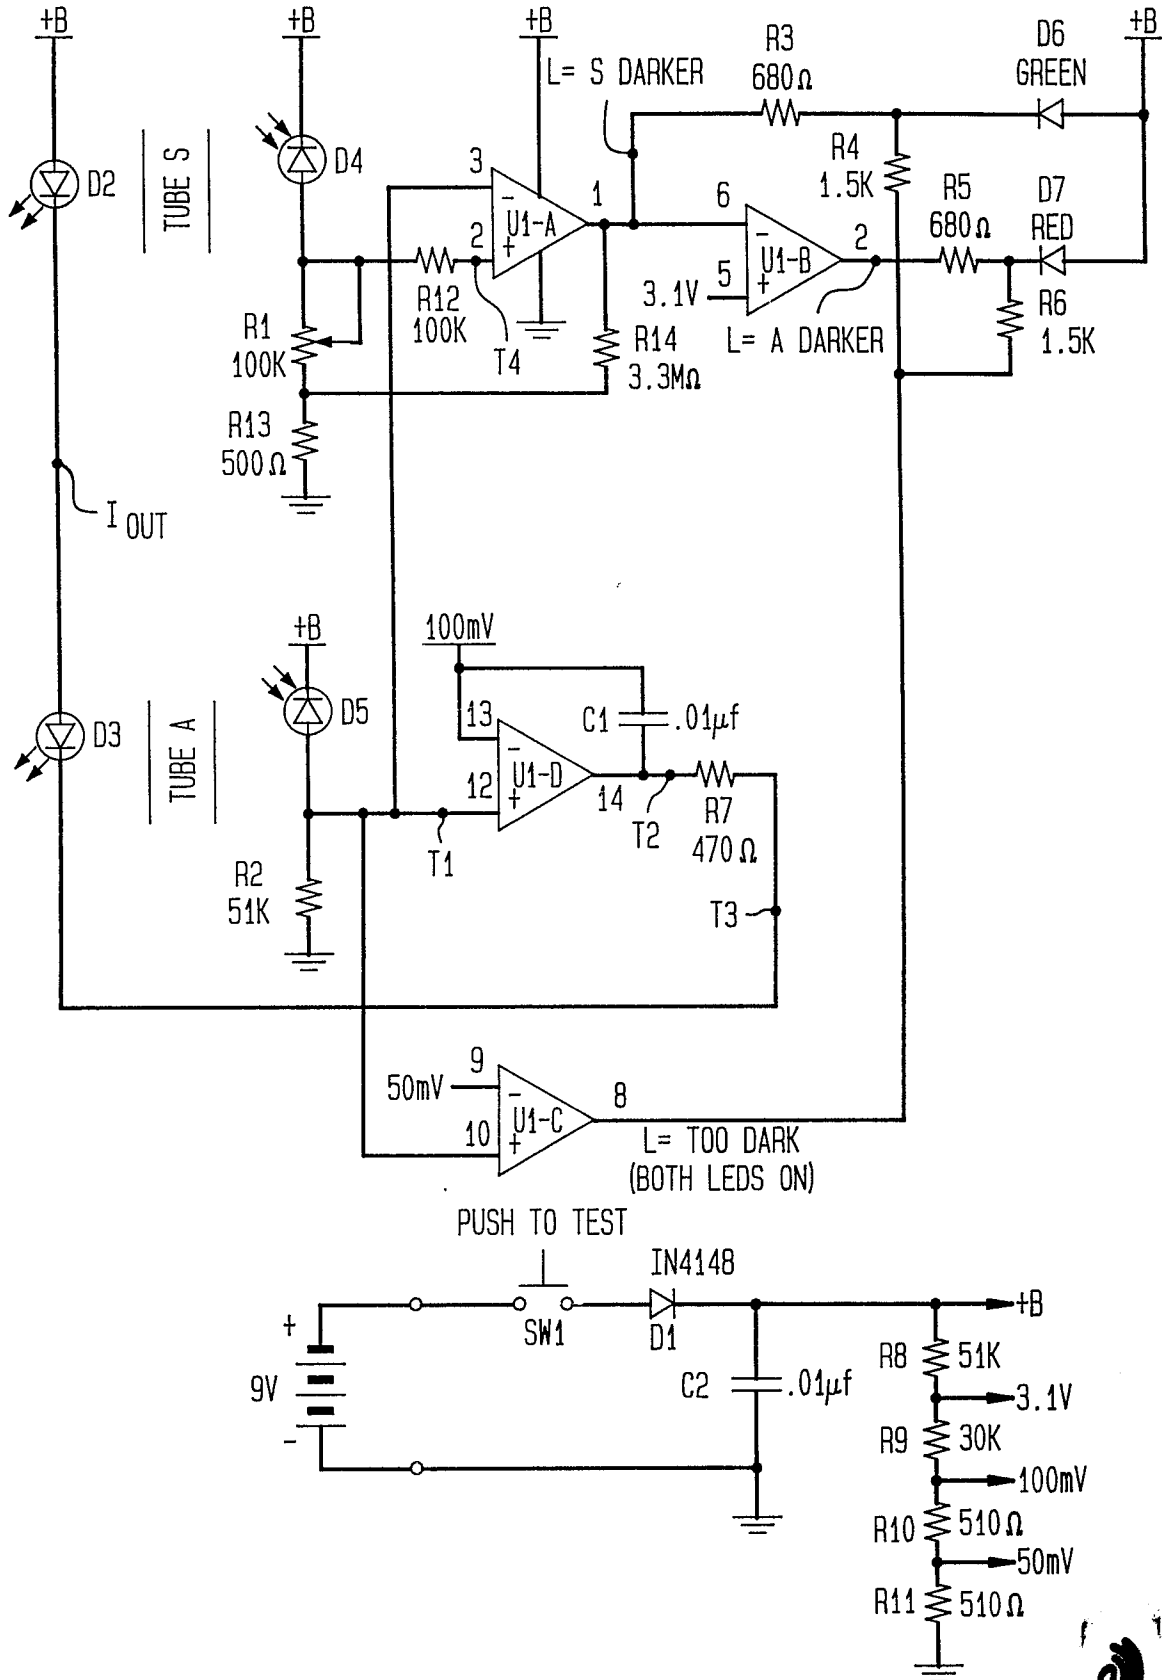 +B
+B
+B
+B
L= S DARKER
R3
680Ω
D6
GREEN
D2
TUBE S
D4
3
2
1
U1-A
-
+
R4
1.5K
R5
680Ω
D7
RED
6
5
2
U1-B
-
+
3.1V
R12
100K
T4
R1
100K
R14
3.3MΩ
L= A DARKER
R6
1.5K
R13
500Ω
I OUT
+B
100mV
D3
TUBE A
D5
13
12
14
U1-D
-
+
C1
.01µf
T1
T2
R7
470Ω
R2
51K
T3
50mV
9
10
8
U1-C
-
+
L= TOO DARK
(BOTH LEDS ON)
PUSH TO TEST
SW1
IN4148
D1
+B
+
9V
-
C2
.01µf
R8
51K
3.1V
R9
30K
100mV
R10
510Ω
50mV
R11
510Ω